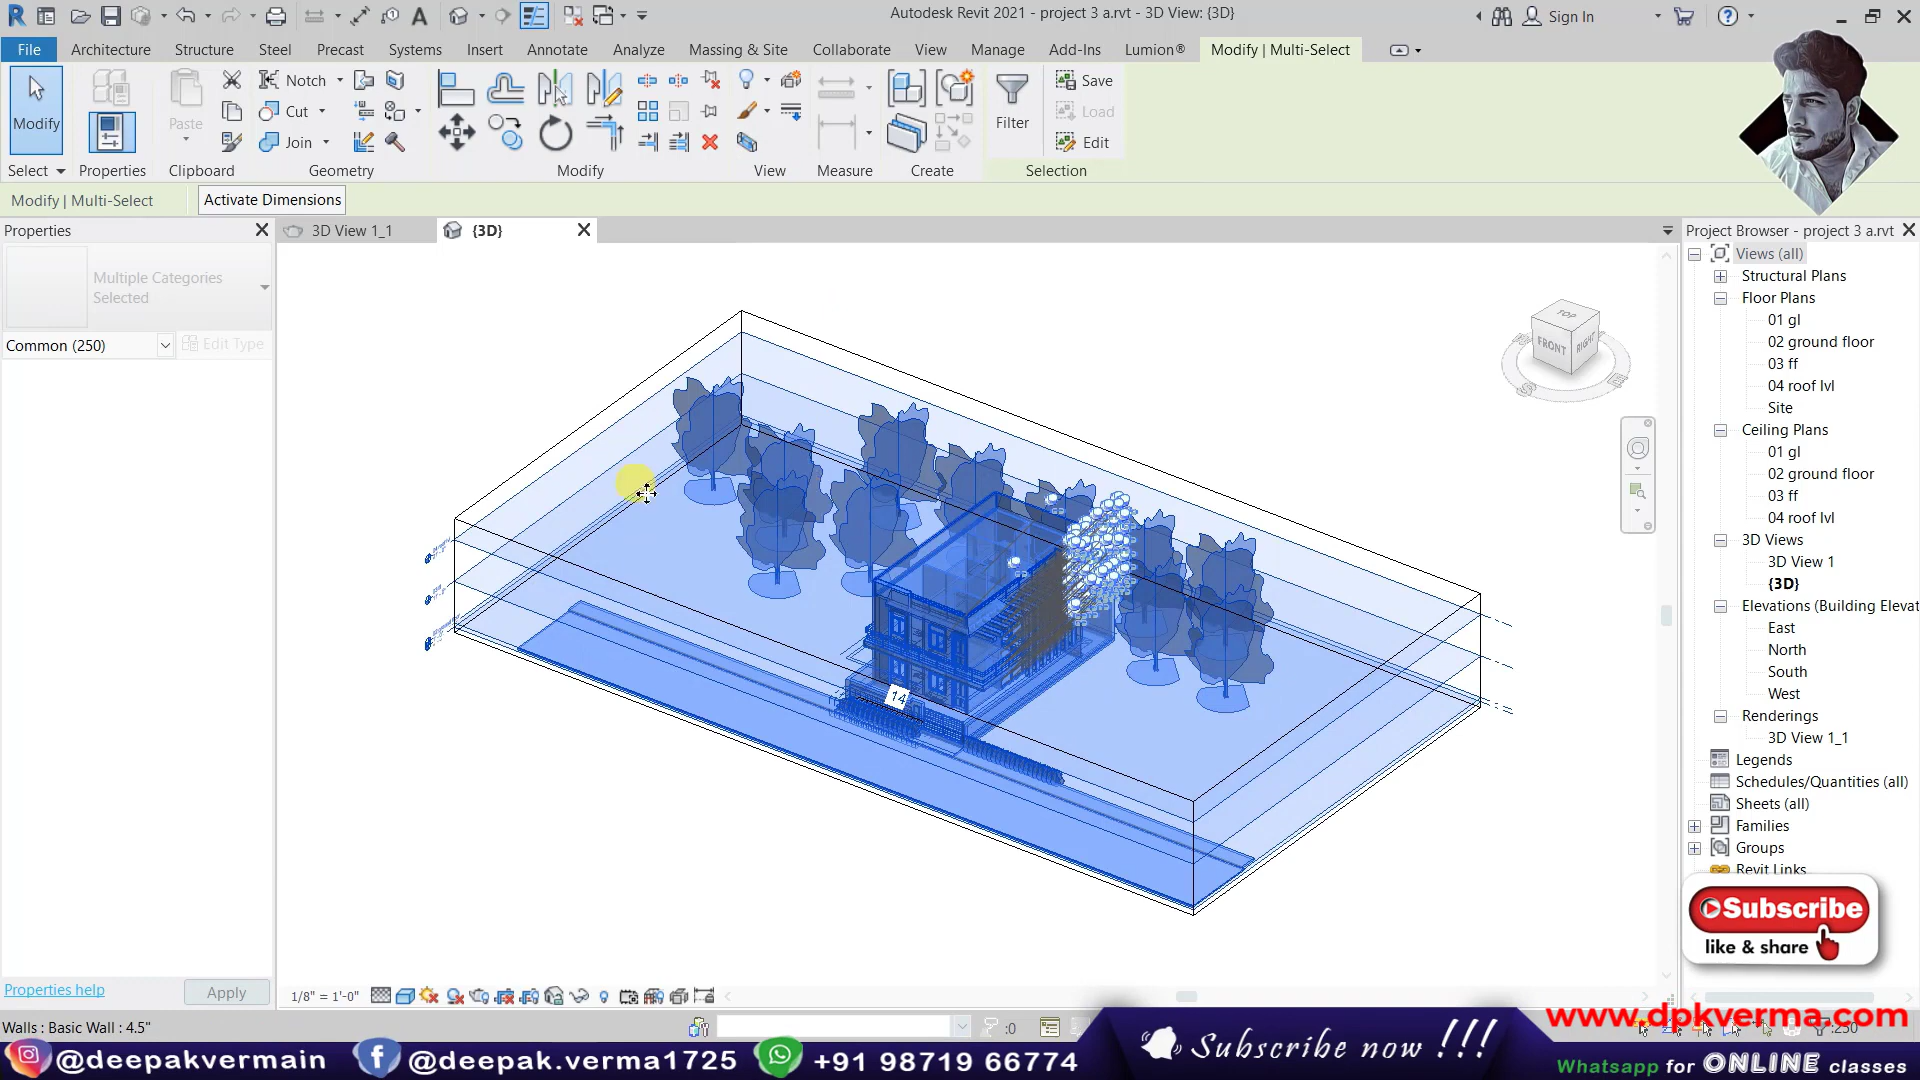 Autodesk Revit 2021 - project 3 a.rvt - 3D View: {3D}
Sign In
File Architecture Structure Steel Precast Systems Insert Annotate Analyze Massing & Site Collaborate View Manage Add-Ins Lumion® Modify | Multi-Select
Modify
Paste
Notch
Cut
Join
Filter
Save
Load
Edit
Select Properties Clipboard Geometry Modify View Measure Create Selection
Modify | Multi-Select Activate Dimensions
Properties
3D View 1_1
{3D}
Project Browser - project 3 a.rvt
Multiple Categories
Selected
Common (250)
Edit Type
TOP
FRONT
RIGHT
S
E
14
Views (all)
Structural Plans
Floor Plans
01 gl
02 ground floor
03 ff
04 roof lvl
Site
Ceiling Plans
01 gl
02 ground floor
03 ff
04 roof lvl
3D Views
3D View 1
{3D}
Elevations (Building Elevat
East
North
South
West
Renderings
3D View 1_1
Legends
Schedules/Quantities (all)
Sheets (all)
Families
Groups
Revit Links
Subscribe
like & share
Properties help
Apply
1/8" = 1'-0"
Walls : Basic Wall : 4.5"
:0
:250
www.dpkverma.com
@deepakvermain
@deepak.verma1725
+91 98719 66774
Subscribe now !!!
Whatsapp for ONLINE classes